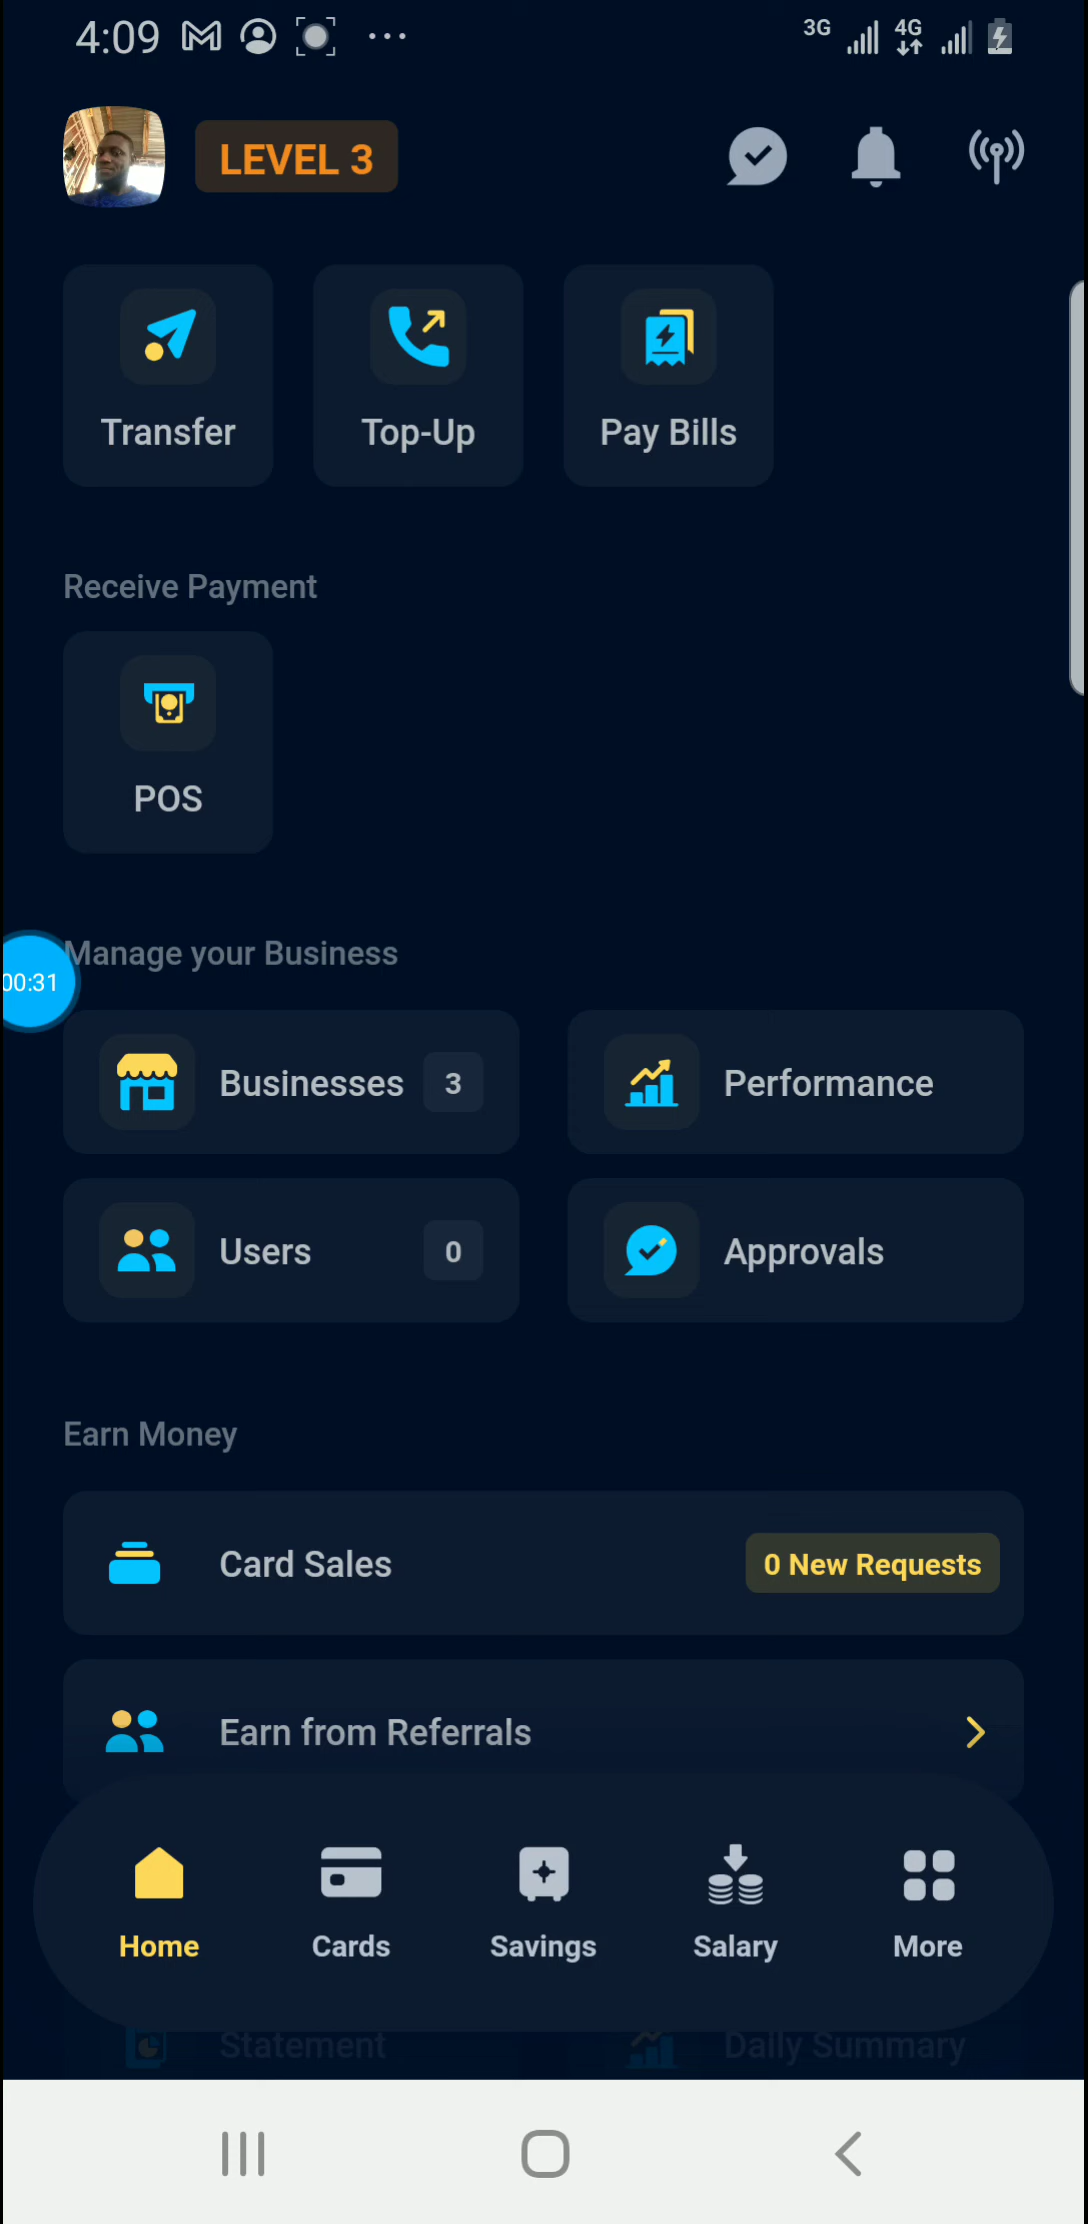 4:09
3G
4G
LEVEL 3
Transfer
Top-Up
Pay Bills
Receive Payment
POS
Manage your Business
00:31
Businesses
3
Performance
Users
0
Approvals
Earn Money
Card Sales
0 New Requests
Earn from Referrals
Home
Cards
Savings
Salary
More
Statement
Daily Summary